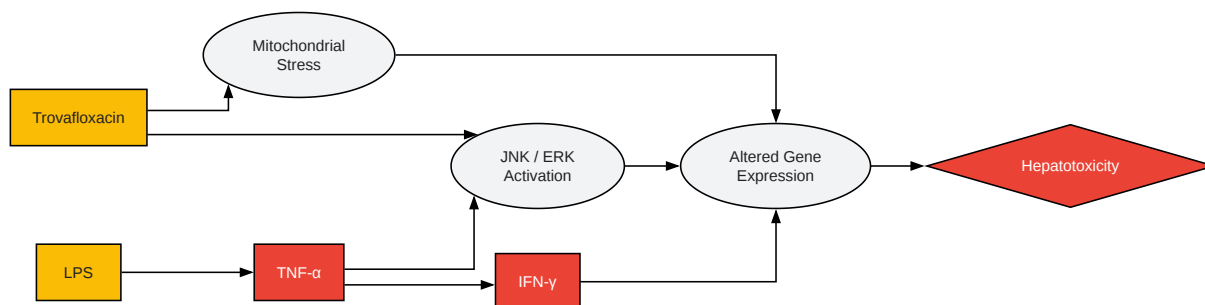 Mitochondrial
Stress
Trovafloxacin
JNK / ERK
Activation
Altered Gene
Expression
Hepatotoxicity
LPS
TNF-α
IFN-γ